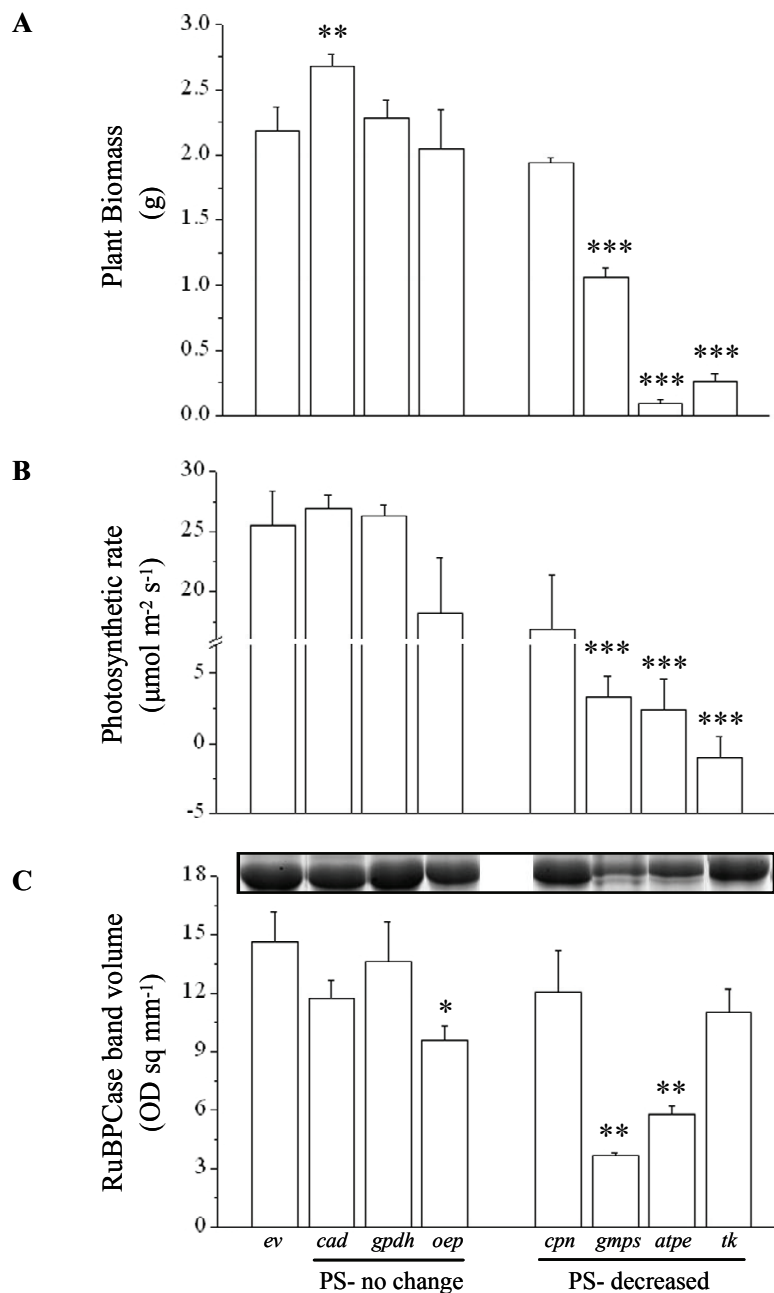 A
Plant Biomass
(g)
3.0
2.5
2.0
1.5
1.0
0.5
0.0
**
***
***
***
B
Photosynthetic rate
(μmol m-2 s-1)
30
25
20
5
0
-5
***
***
***
C
RuBPCase band volume
(OD sq mm-1)
18
15
12
9
6
3
0
*
**
**
ev cad gpdh oep cpn gmps atpe tk
PS- no change PS- decreased